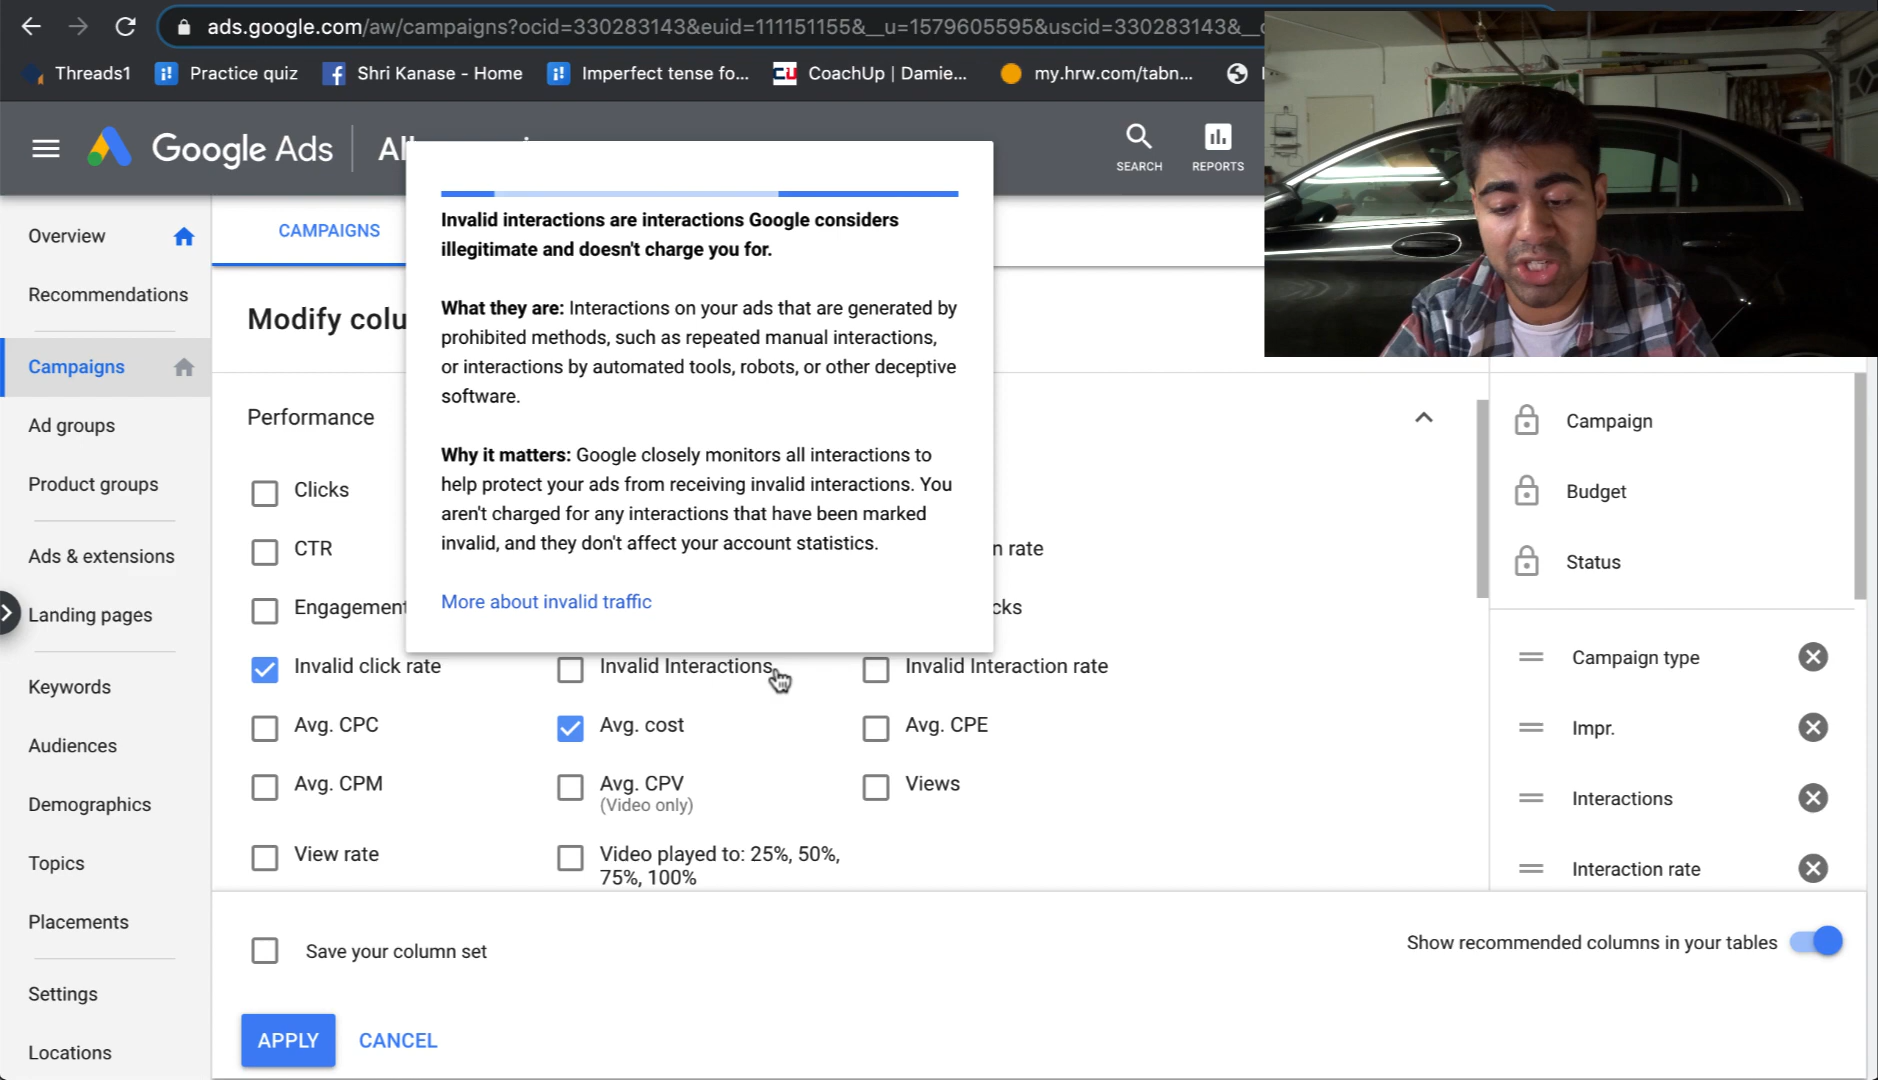 ads.google.com/aw/campaigns?ocid=330283143&euid=111151155&__u=1579605595&uscid=330283143&__
Threads1
Practice quiz
Shri Kanase - Home
Imperfect tense fo...
CoachUp | Damie...
my.hrw.com/tabn...
Google Ads
SEARCH
REPORTS
Overview
Recommendations
Campaigns
Ad groups
Product groups
Ads & extensions
Landing pages
Keywords
Audiences
Demographics
Topics
Placements
Settings
Locations
CAMPAIGNS
Modify colu
Invalid interactions are interactions Google considers
illegitimate and doesn't charge you for.
What they are: Interactions on your ads that are generated by
prohibited methods, such as repeated manual interactions,
or interactions by automated tools, robots, or other deceptive
software.
Why it matters: Google closely monitors all interactions to
help protect your ads from receiving invalid interactions. You
aren't charged for any interactions that have been marked
invalid, and they don't affect your account statistics.
More about invalid traffic
Performance
Clicks
CTR
n rate
Engagement
cks
Invalid click rate
Invalid Interactions
Invalid Interaction rate
Avg. CPC
Avg. cost
Avg. CPE
Avg. CPM
Avg. CPV
(Video only)
Views
View rate
Video played to: 25%, 50%,
75%, 100%
Campaign
Budget
Status
Campaign type
Impr.
Interactions
Interaction rate
Save your column set
Show recommended columns in your tables
APPLY
CANCEL